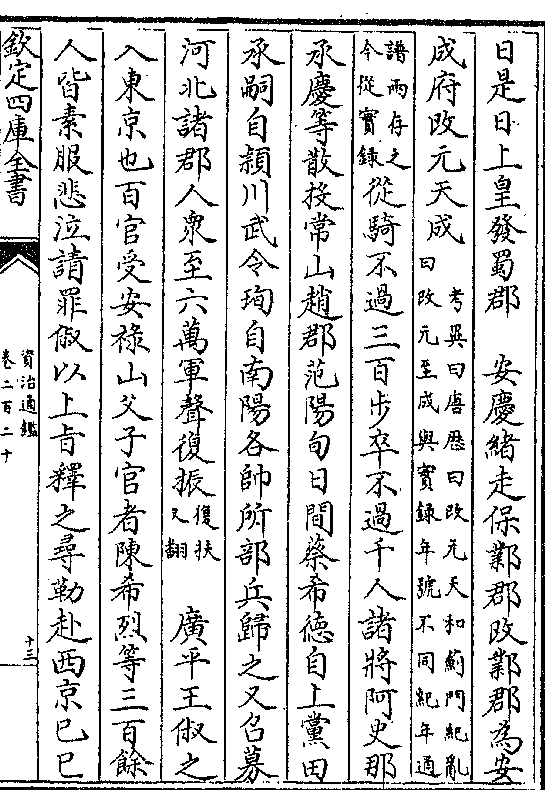 日是日上皇發蜀郡　安慶緒走保鄴郡改鄴郡為安
成府改元天成考異曰唐厯曰改元天和薊門紀亂曰改元至成與實録年號不同紀年通
譜兩存之今從實録從騎不過三百步卒不過千人諸將阿史那
承慶等散投常山趙郡范陽旬日間蔡希德自上黨田
承嗣自頴川武令珣自南陽各帥所部兵歸之又召募
河北諸郡人衆至六萬軍聲復振復扶又翻　廣平王俶之
入東京也百官受安祿山父子官者陳希烈等三百餘
人皆素服悲泣請罪俶以上旨釋之尋勒赴西京己巳
欽定四庫全書
資治通鑑
卷二百二十
十三